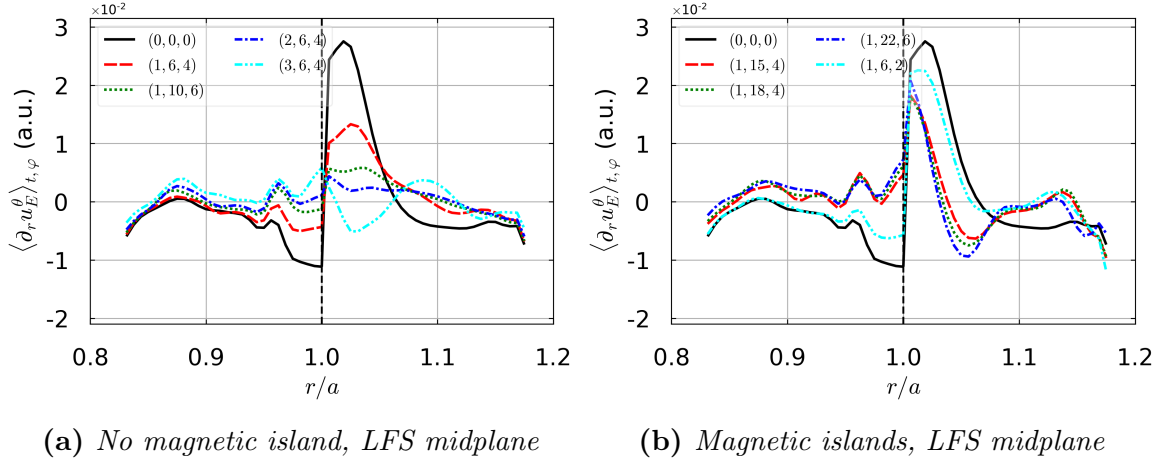 ×10⁻²
3
2
1
0
-1
-2
⟨∂ᵣu_E^θ⟩_{t,φ} (a.u.)
(0, 0, 0)
(1, 6, 4)
(1, 10, 6)
(2, 6, 4)
(3, 6, 4)
0.8 0.9 1.0 1.1 1.2
r/a
(a) No magnetic island, LFS midplane
×10⁻²
3
2
1
0
-1
-2
⟨∂ᵣu_E^θ⟩_{t,φ} (a.u.)
(0, 0, 0)
(1, 15, 4)
(1, 18, 4)
(1, 22, 6)
(1, 6, 2)
0.8 0.9 1.0 1.1 1.2
r/a
(b) Magnetic islands, LFS midplane